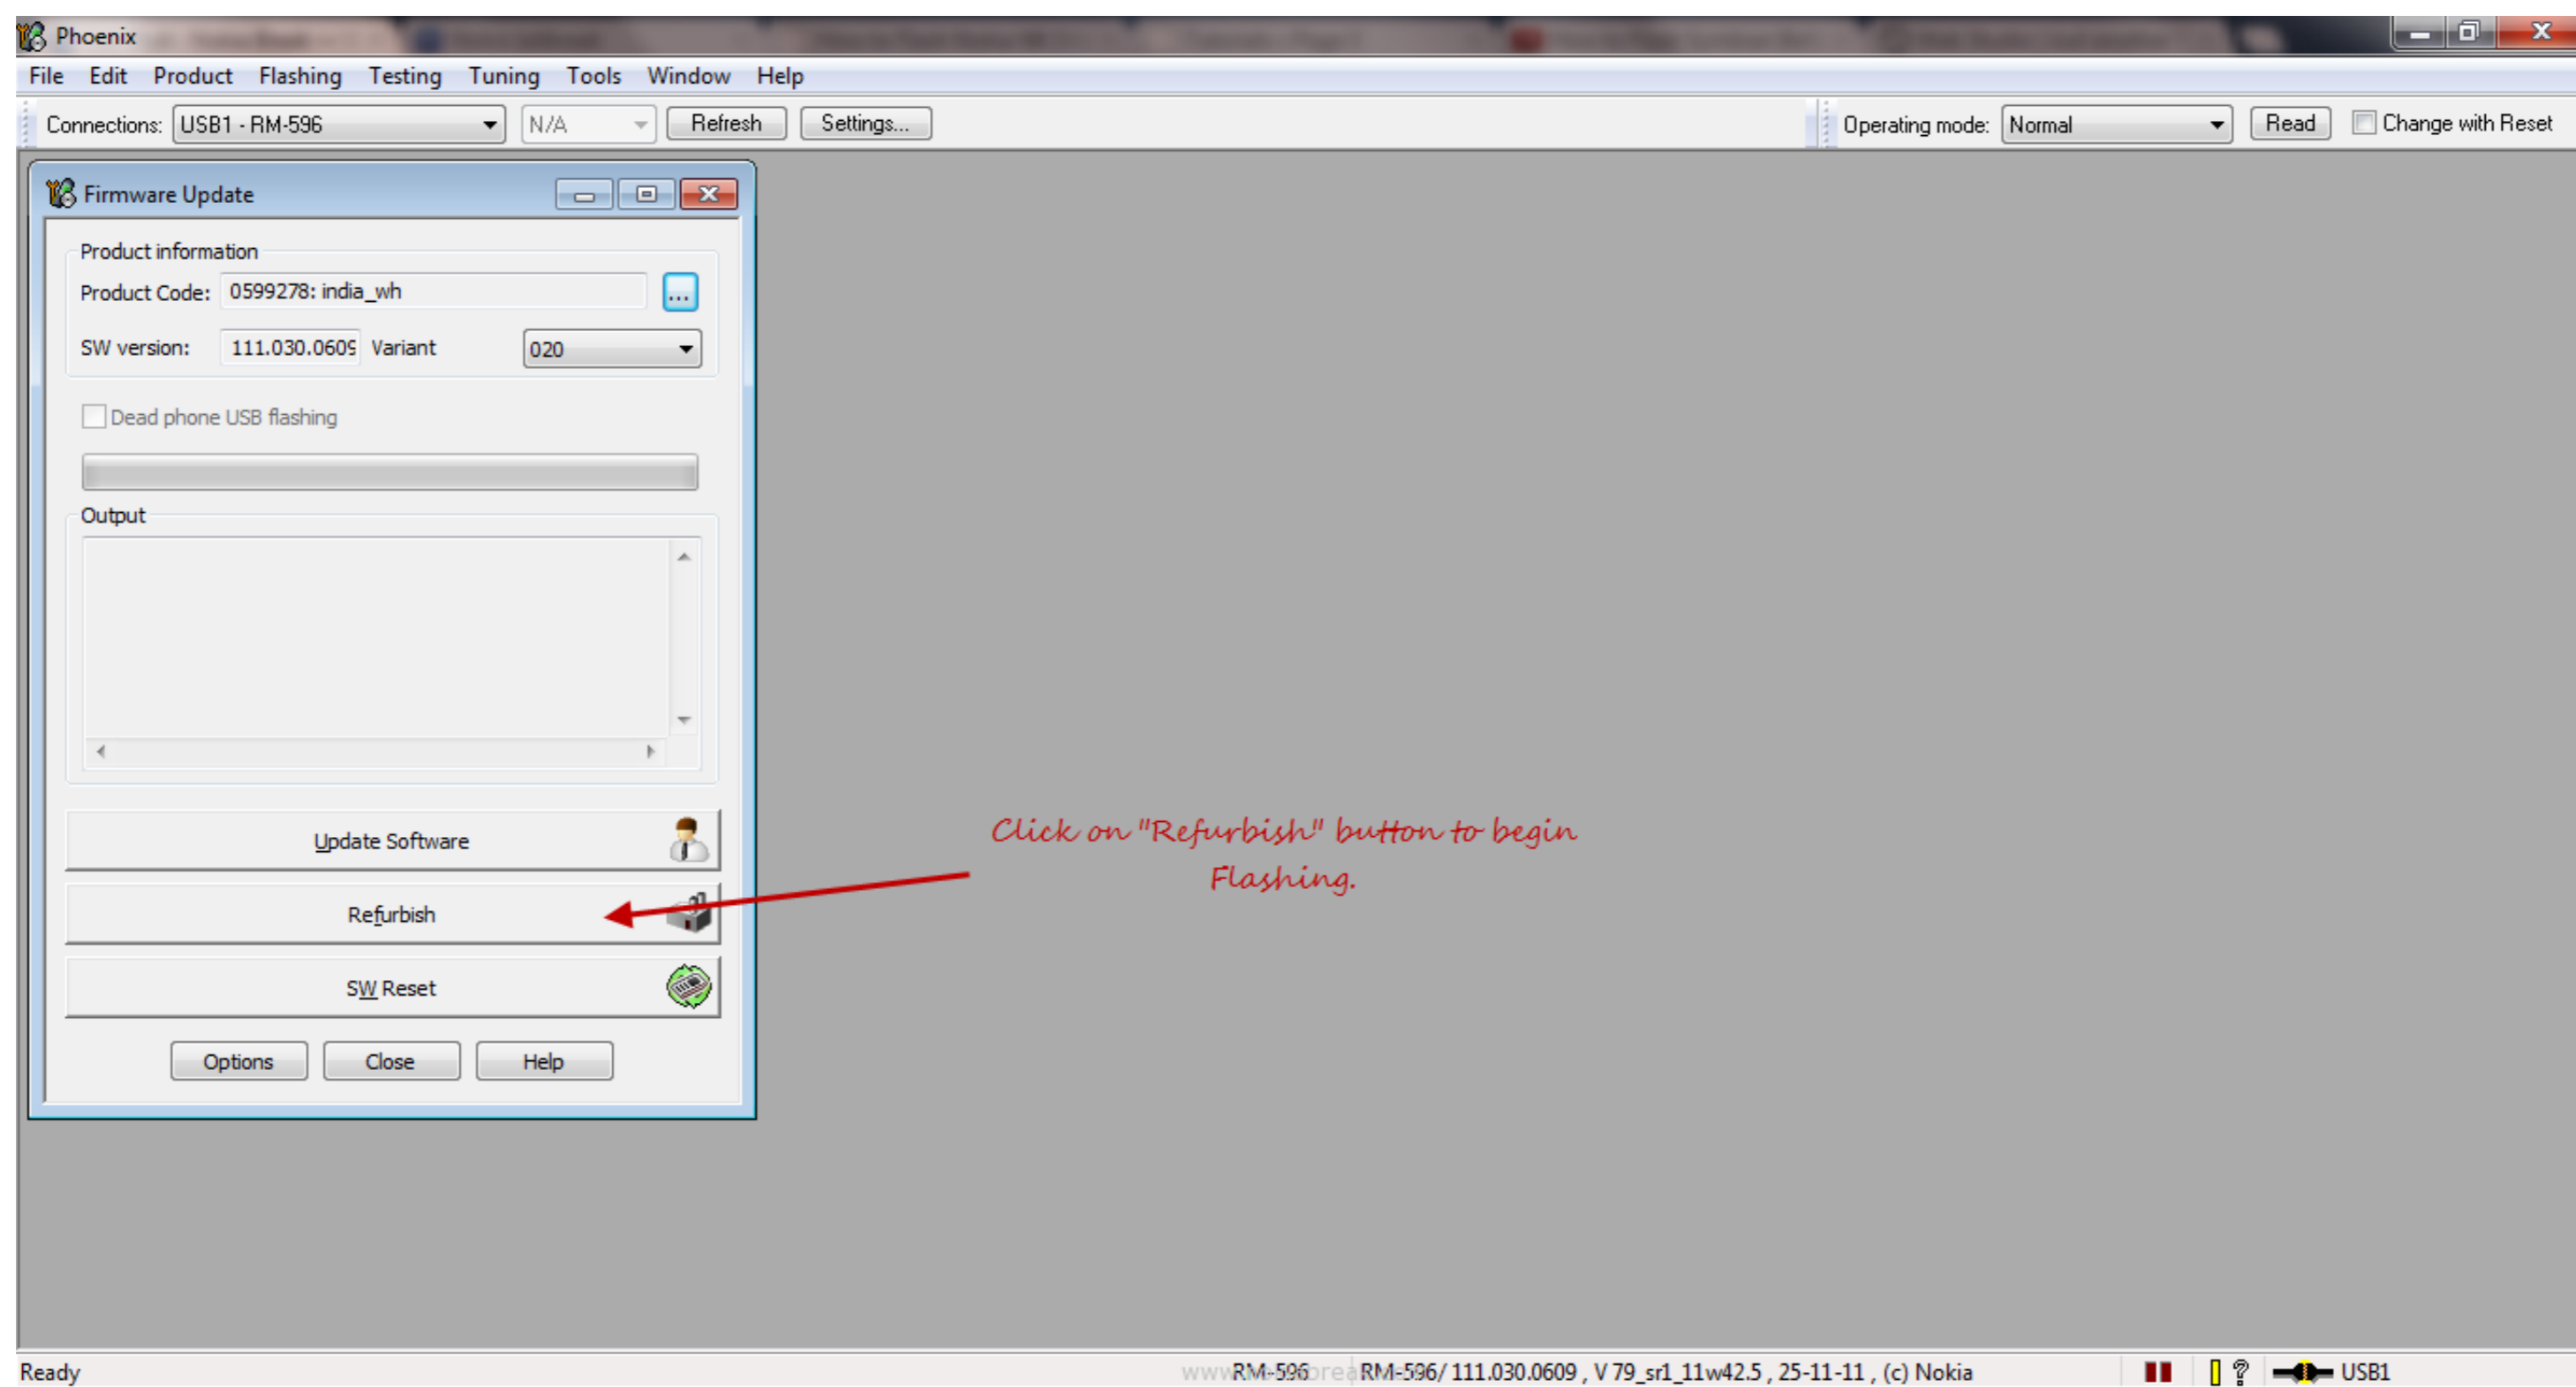 Phoenix
File Edit Product Flashing Testing Tuning Tools Window Help
Connections: USB1 - RM-596 N/A Refresh Settings... Operating mode: Normal Read Change with Reset
Firmware Update
Product information
Product Code: 0599278: india_wh ...
SW version: 111.030.0609 Variant 020
Dead phone USB flashing
Output
Update Software
Click on "Refurbish" button to begin
Flashing.
Refurbish
SW Reset
Options Close Help
Ready RM-596 RM-596/ 111.030.0609 , V 79_sr1_11w42.5 , 25-11-11 , (c) Nokia USB1